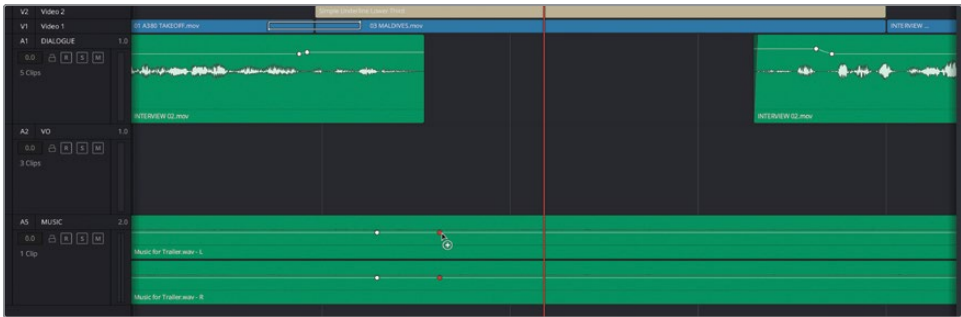 V2 Video 2 Simple Underline Lower Third
V1 Video 1 01 A380 TAKEOFF.mov 03 MALDIVES.mov INTERVIEW ...
A1 DIALOGUE 1.0
0.0 R S M
5 Clips
INTERVIEW 02.mov INTERVIEW 02.mov
A2 VO 1.0
0.0 R S M
3 Clips
A5 MUSIC 2.0
0.0 R S M
1 Clip
Music for Trailer.wav - L
Music for Trailer.wav - R